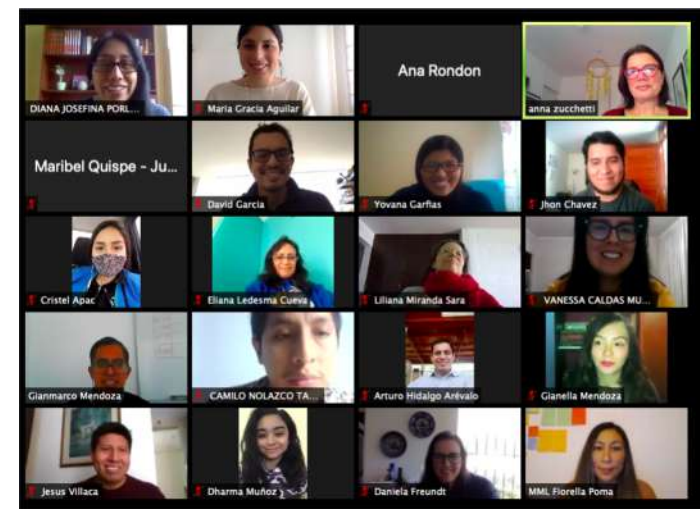 DIANA JOSEFINA PORL...
Maria Gracia Aguilar
Ana Rondon
anna zucchetti
Maribel Quispe - Ju...
David Garcia
Yovana Garfias
Jhon Chavez
Cristel Apac
Eliana Ledesma Cueva
Liliana Miranda Sara
VANESSA CALDAS MU...
Gianmarco Mendoza
CAMILO NOLAZCO TA...
Arturo Hidalgo Arévalo
Gianella Mendoza
Jesus Villaca
Dharma Muñoz
Daniela Freundt
MML Fiorella Poma